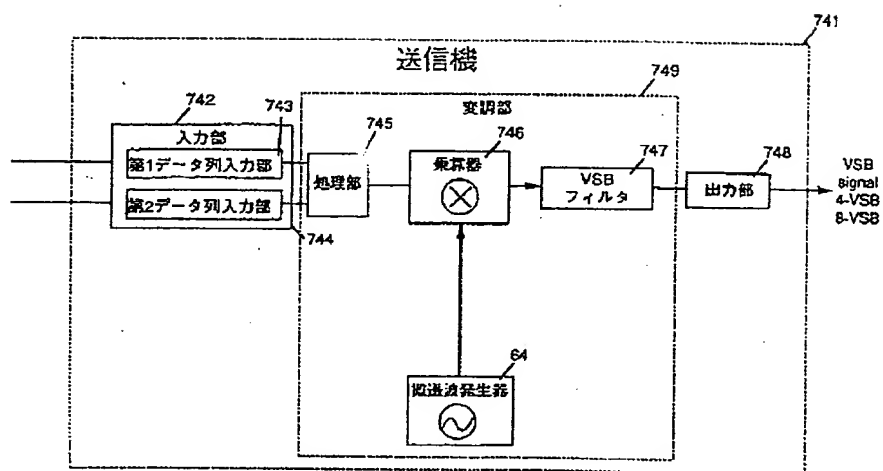 741
送信機
749
742
743
変調部
入力部
745
746
747
748
第1データ列入力部
処理部
乗算器
VSB
フィルタ
出力部
VSB
signal
4-VSB
8-VSB
第2データ列入力部
744
64
搬送波発生器